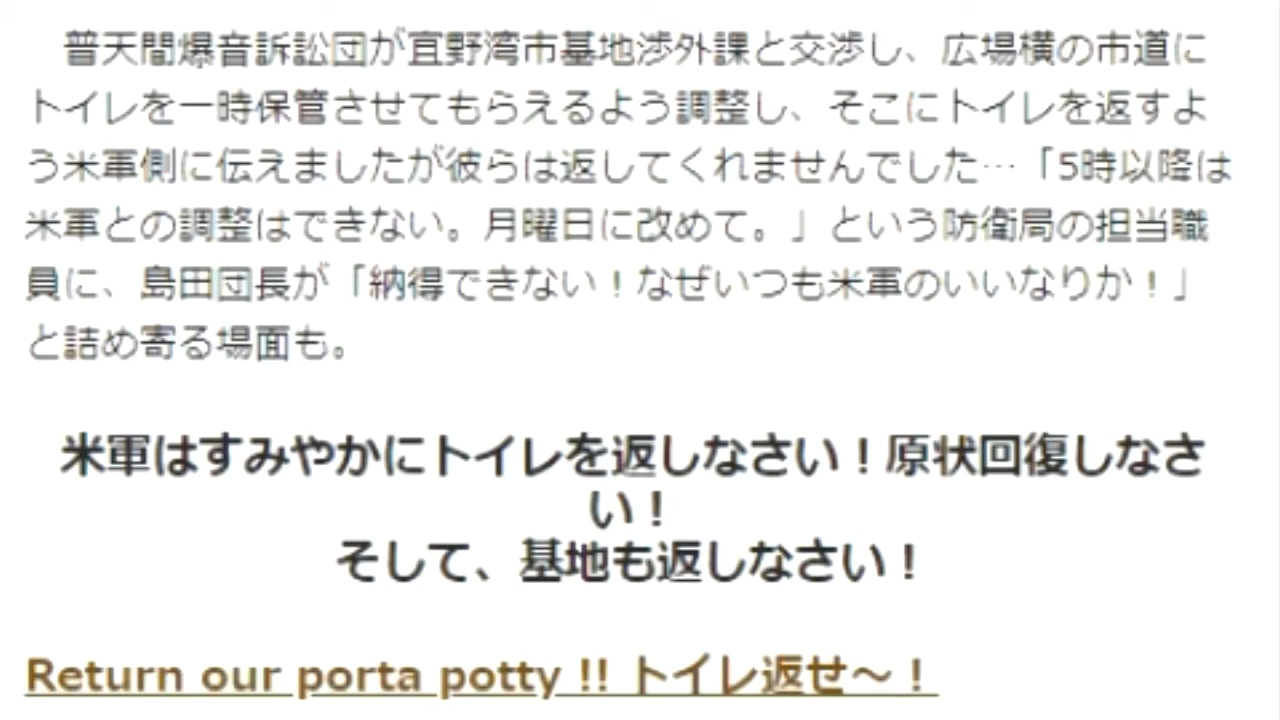 普天間爆音訴訟団が宜野湾市基地渉外課と交渉し、広場横の市道に
トイレを一時保管させてもらえるよう調整し、そこにトイレを返すよ
う米軍側に伝えましたが彼らは返してくれませんでした…「5時以降は
米軍との調整はできない。月曜日に改めて。」という防衛局の担当職
員に、島田団長が「納得できない！なぜいつも米軍のいいなりか！」
と詰め寄る場面も。
米軍はすみやかにトイレを返しなさい！原状回復しなさ
い！
そして、基地も返しなさい！
Return our porta potty !! トイレ返せ～！